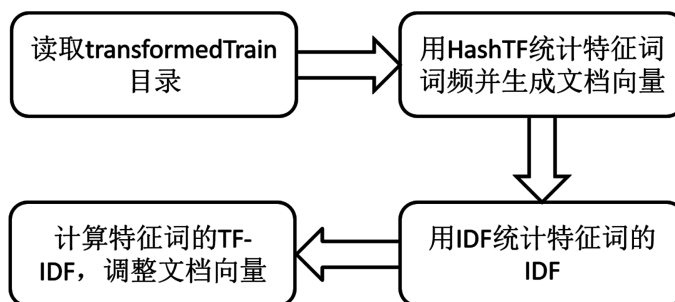 读取transformedTrain
目录
用HashTF统计特征词
词频并生成文档向量
用IDF统计特征词的
IDF
计算特征词的TF-
IDF，调整文档向量